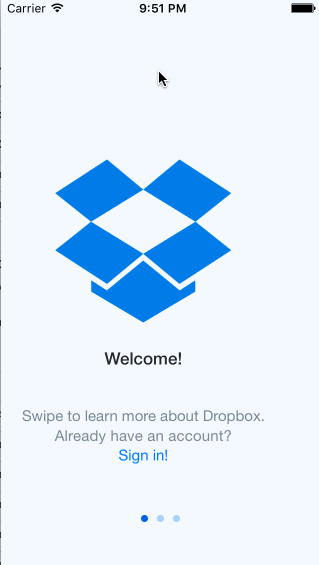 Carrier 9:51 PM
Welcome!
Swipe to learn more about Dropbox.
Already have an account?
Sign in!